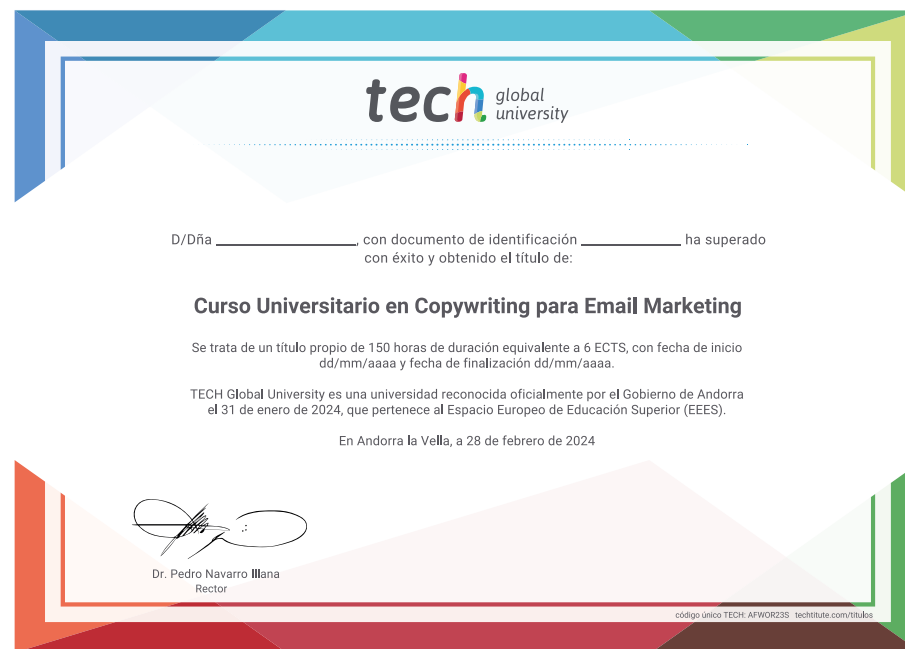 tech global university
D/Dña ____________________, con documento de identificación ______________ ha superado
con éxito y obtenido el título de:
Curso Universitario en Copywriting para Email Marketing
Se trata de un título propio de 150 horas de duración equivalente a 6 ECTS, con fecha de inicio
dd/mm/aaaa y fecha de finalización dd/mm/aaaa.
TECH Global University es una universidad reconocida oficialmente por el Gobierno de Andorra
el 31 de enero de 2024, que pertenece al Espacio Europeo de Educación Superior (EEES).
En Andorra la Vella, a 28 de febrero de 2024
Dr. Pedro Navarro Illana
Rector
código único TECH: AFWOR23S techtitute.com/titulos